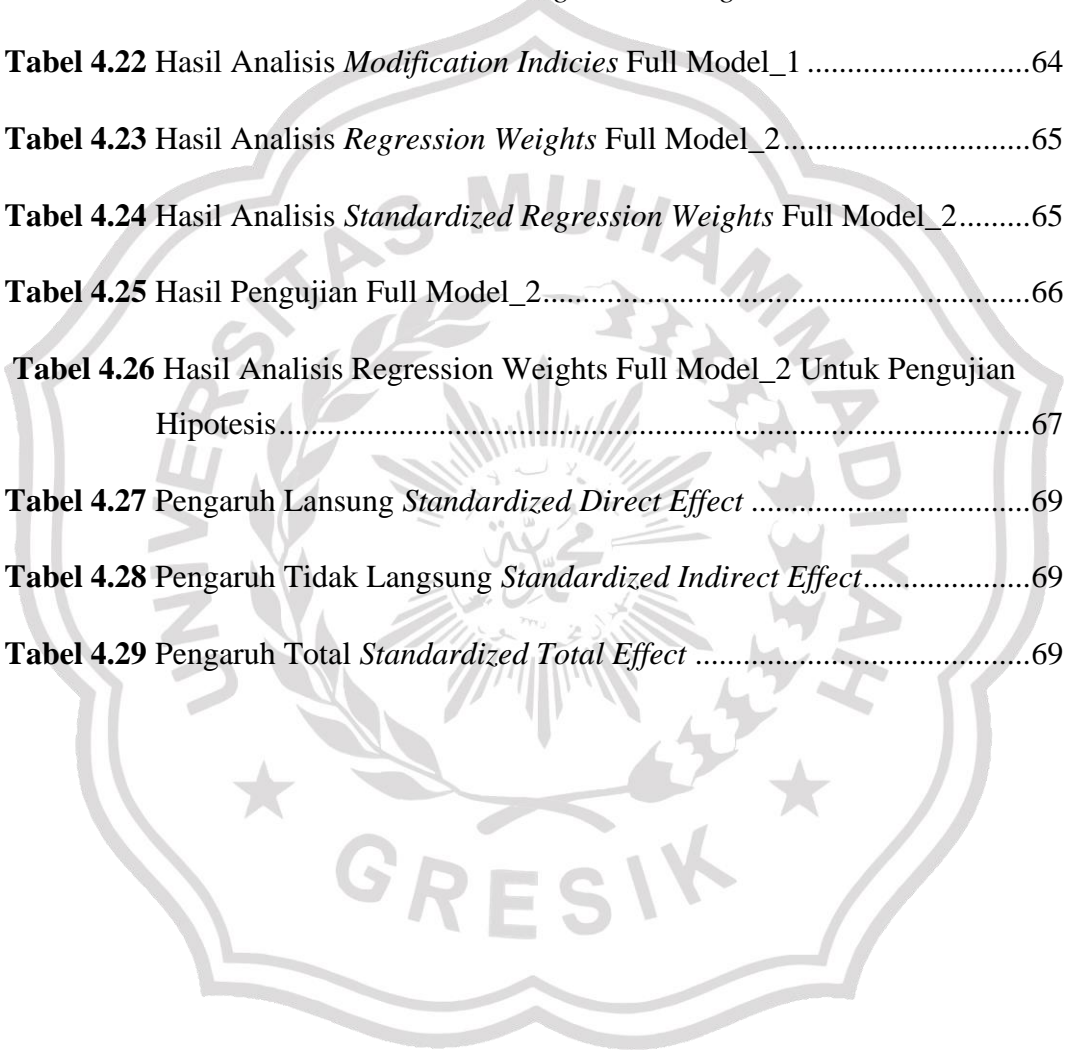 Tabel 4.22 Hasil Analisis Modification Indicies Full Model_1 ............................64
Tabel 4.23 Hasil Analisis Regression Weights Full Model_2...............................65
Tabel 4.24 Hasil Analisis Standardized Regression Weights Full Model_2.........65
Tabel 4.25 Hasil Pengujian Full Model_2.............................................................66
Tabel 4.26 Hasil Analisis Regression Weights Full Model_2 Untuk Pengujian
Hipotesis..............................................................................................67
Tabel 4.27 Pengaruh Lansung Standardized Direct Effect ...................................69
Tabel 4.28 Pengaruh Tidak Langsung Standardized Indirect Effect.....................69
Tabel 4.29 Pengaruh Total Standardized Total Effect ..........................................69
UNIVERSITAS MUHAMMADIYAH
GRESIK